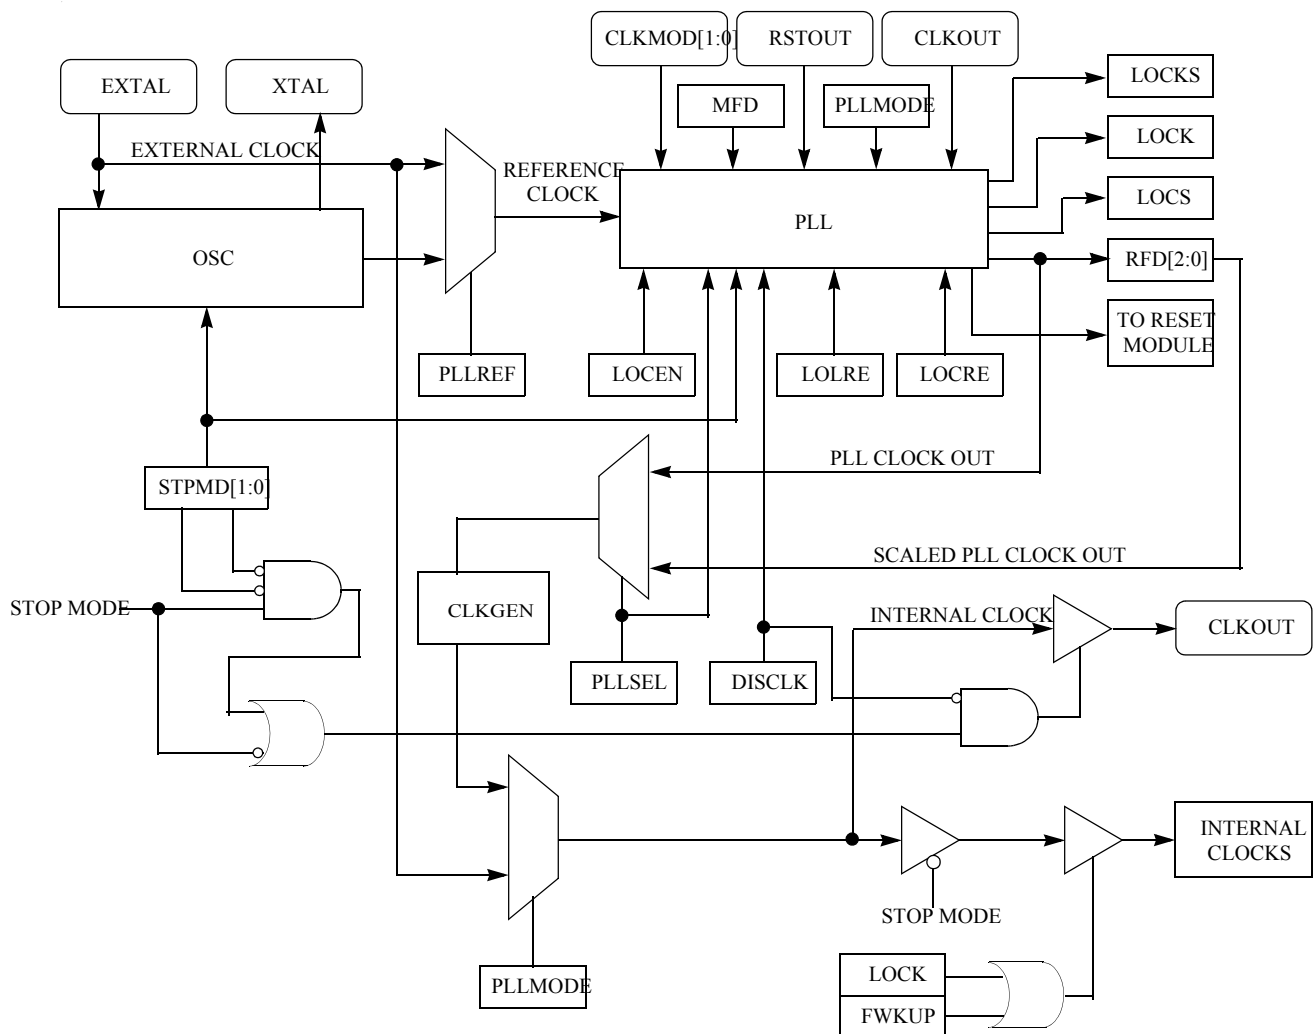 CLKMOD[1:0]
RSTOUT
CLKOUT
EXTAL
XTAL
LOCKS
MFD
PLLMODE
LOCK
EXTERNAL CLOCK
REFERENCE
CLOCK
LOCS
PLL
OSC
RFD[2:0]
TO RESET
MODULE
PLLREF
LOCEN
LOLRE
LOCRE
PLL CLOCK OUT
STPMD[1:0]
SCALED PLL CLOCK OUT
STOP MODE
CLKGEN
INTERNAL CLOCK
CLKOUT
PLLSEL
DISCLK
INTERNAL
CLOCKS
STOP MODE
PLLMODE
LOCK
FWKUP